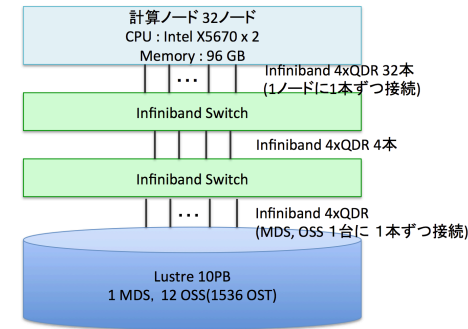 計算ノード 32ノード
CPU : Intel X5670 x 2
Memory : 96 GB
Infiniband 4xQDR 32本
(1ノードに1本ずつ接続)
Infiniband Switch
Infiniband 4xQDR 4本
Infiniband Switch
Infiniband 4xQDR
(MDS, OSS １台に １本ずつ接続)
Lustre 10PB
1 MDS, 12 OSS(1536 OST)